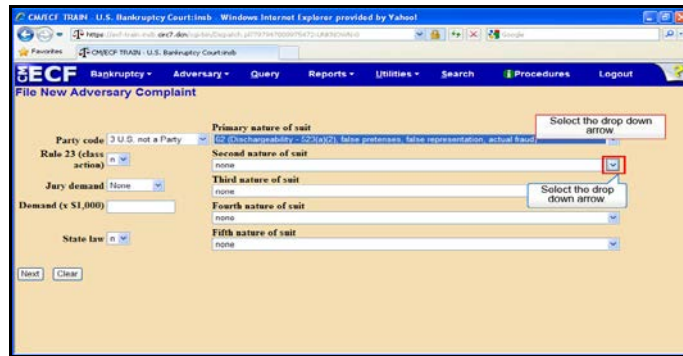 CM/ECF TRAIN - U.S. Bankruptcy Court:innb - Windows Internet Explorer provided by Yahoo!
Google
Favorites CM/ECF TRAIN - U.S. Bankruptcy Court:innb
ECF Bankruptcy Adversary Query Reports Utilities Search Procedures Logout ?
File New Adversary Complaint
Select the drop down
arrow
Primary nature of suit
Party code 3 U.S. not a Party 62 (Dischargeability - 523(a)(2), false pretenses, false representation, actual fraud)
Rule 23 (class
action) n
Second nature of suit
none
Third nature of suit
Jury demand None none
Select the drop
down arrow
Demand (x $1,000)
Fourth nature of suit
none
Fifth nature of suit
State law n none
Next Clear